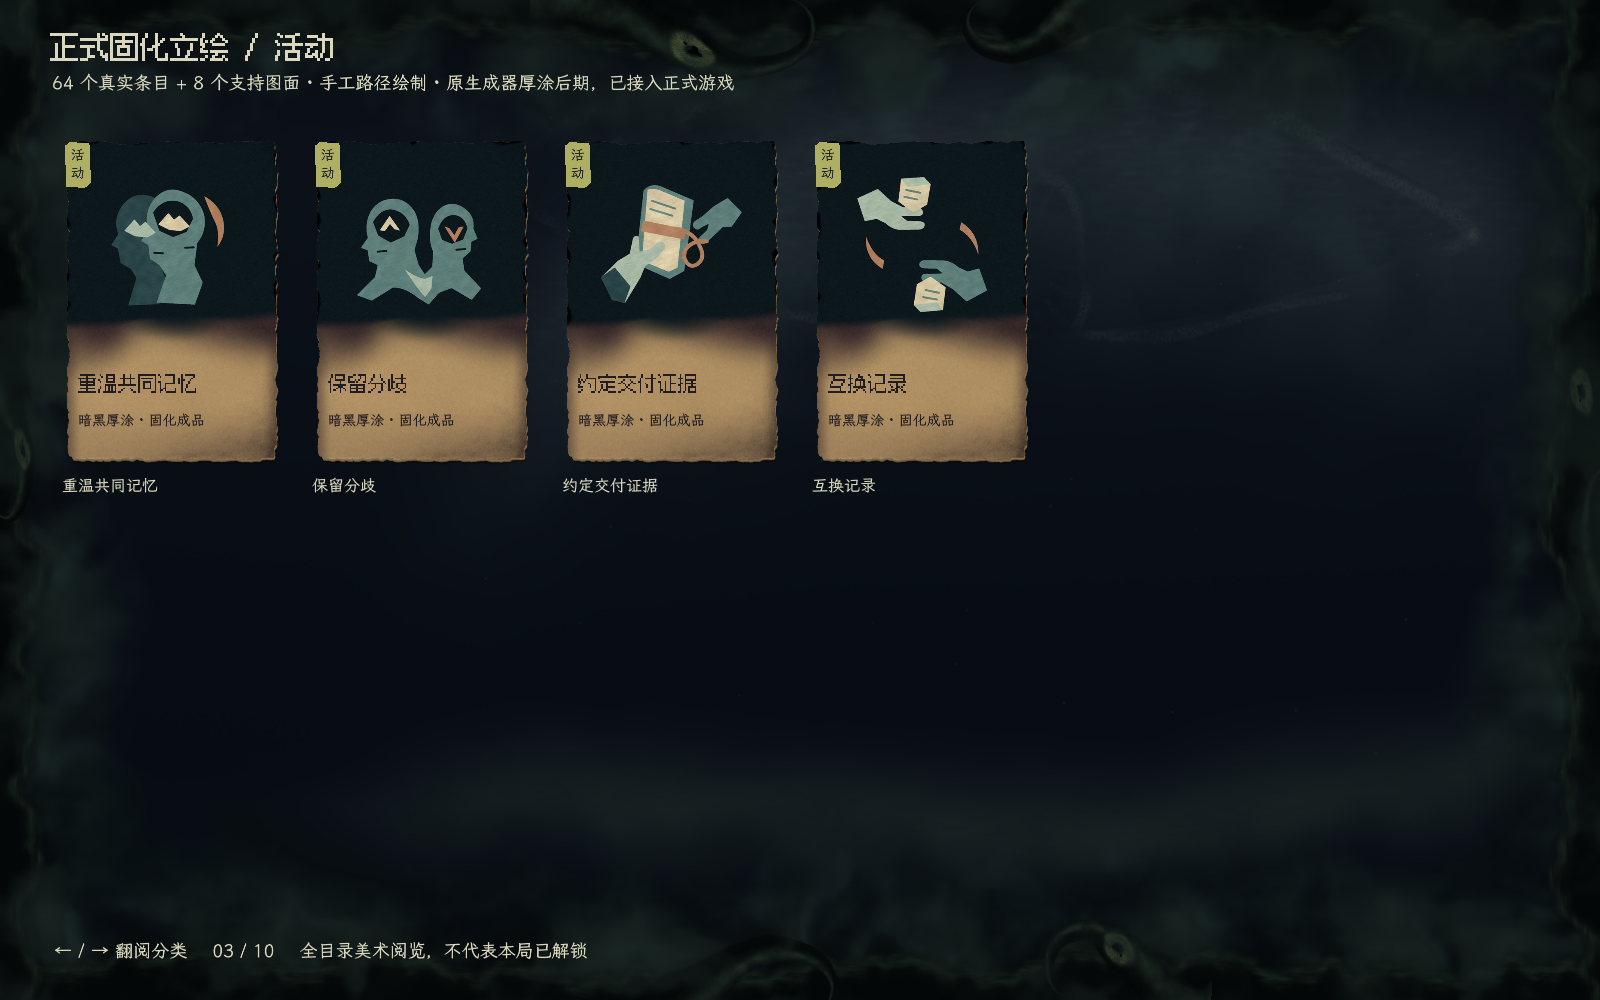 正式固化立绘 / 活动
64 个真实条目 + 8 个支持图面・手工路径绘制・原生成器厚涂后期，已接入正式游戏
活动
重温共同记忆
暗黑厚涂・固化成品
重温共同记忆
活动
保留分歧
暗黑厚涂・固化成品
保留分歧
活动
约定交付证据
暗黑厚涂・固化成品
约定交付证据
活动
互换记录
暗黑厚涂・固化成品
互换记录
← / → 翻阅分类 03 / 10 全目录美术阅览，不代表本局已解锁